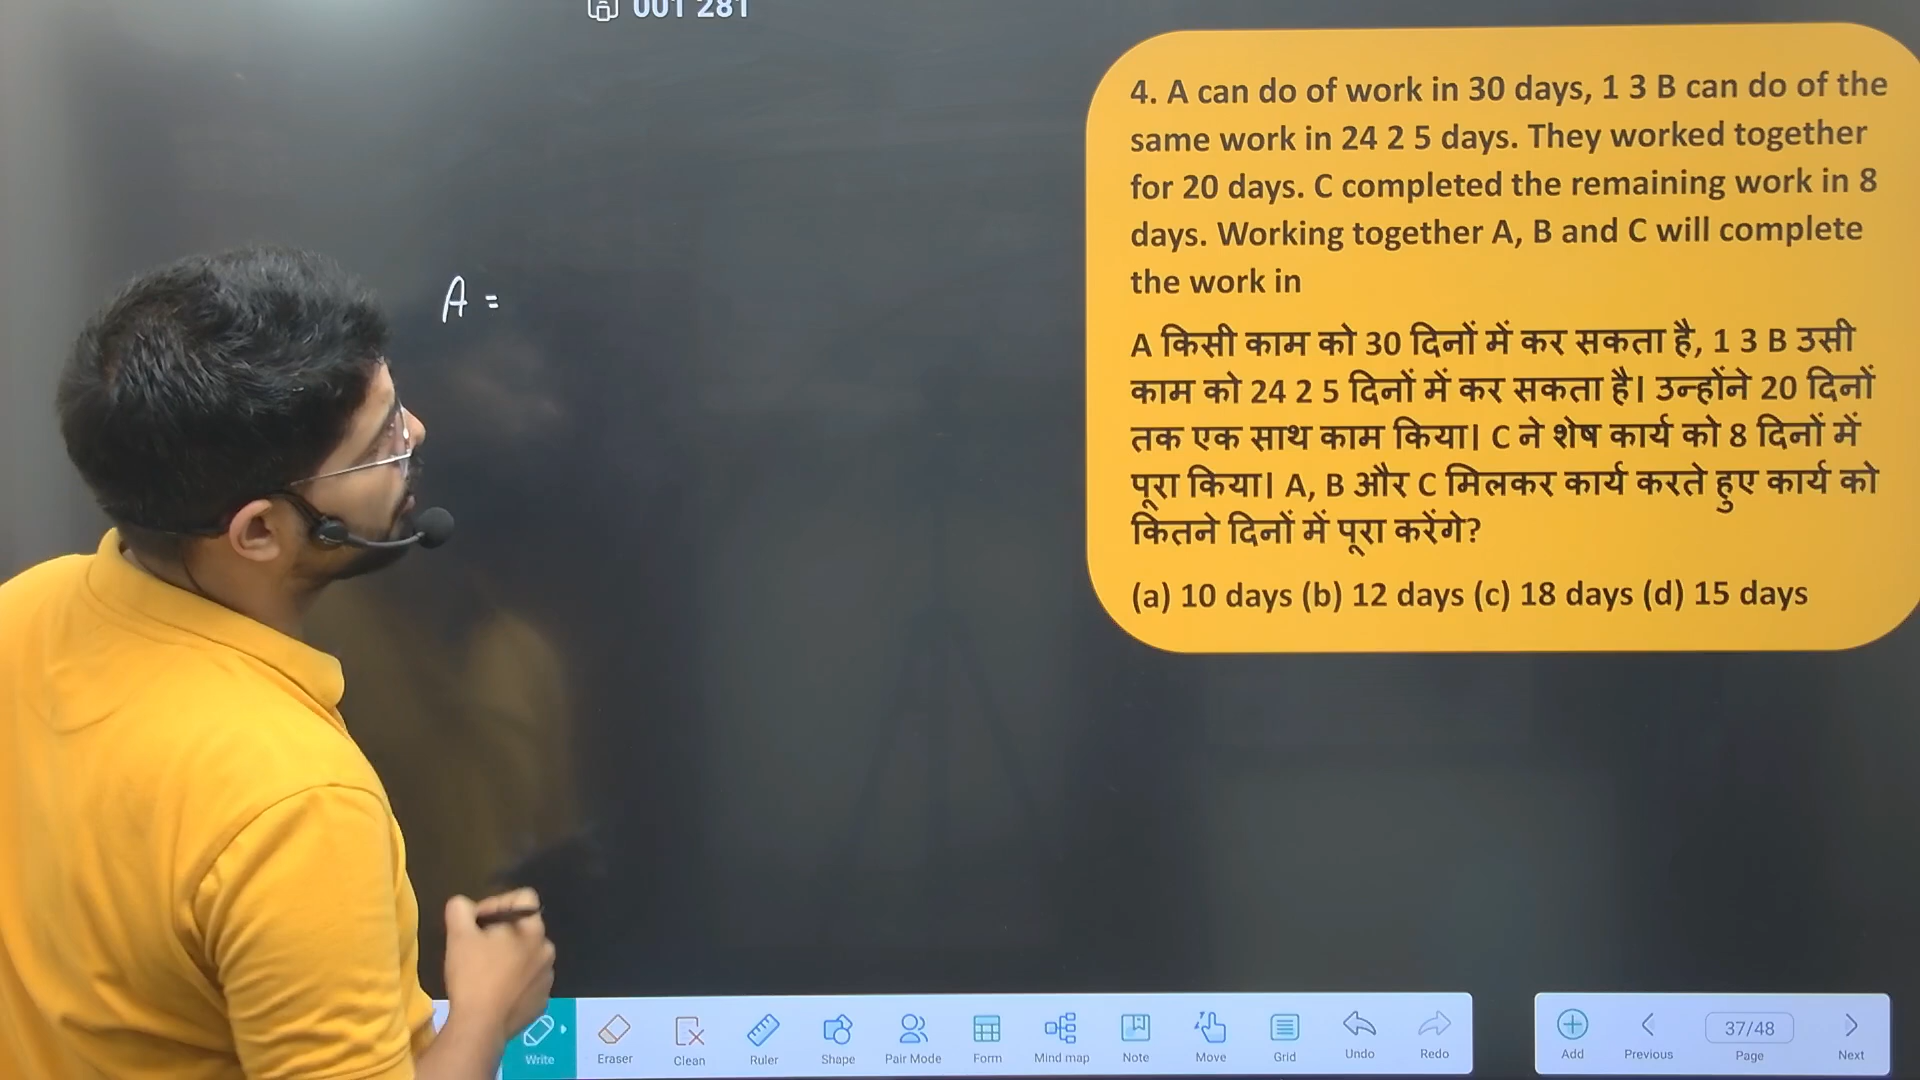 001 281
4. A can do of work in 30 days, 1 3 B can do of the
same work in 24 2 5 days. They worked together
for 20 days. C completed the remaining work in 8
days. Working together A, B and C will complete
the work in
A किसी काम को 30 दिनों में कर सकता है, 1 3 B उसी
काम को 24 2 5 दिनों में कर सकता है। उन्होंने 20 दिनों
तक एक साथ काम किया। C ने शेष कार्य को 8 दिनों में
पूरा किया। A, B और C मिलकर कार्य करते हुए कार्य को
कितने दिनों में पूरा करेंगे?
(a) 10 days (b) 12 days (c) 18 days (d) 15 days
A =
Write
Eraser
Clean
Ruler
Shape
Pair Mode
Form
Mind map
Note
Move
Grid
Undo
Redo
Add
Previous
37/48
Page
Next